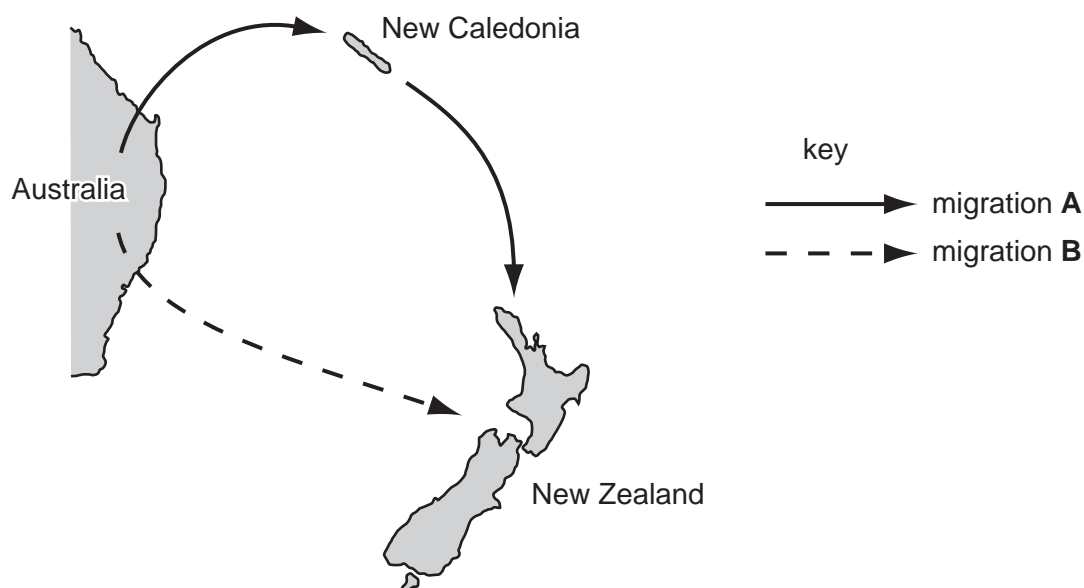 New Caledonia
key
Australia
migration A
migration B
New Zealand